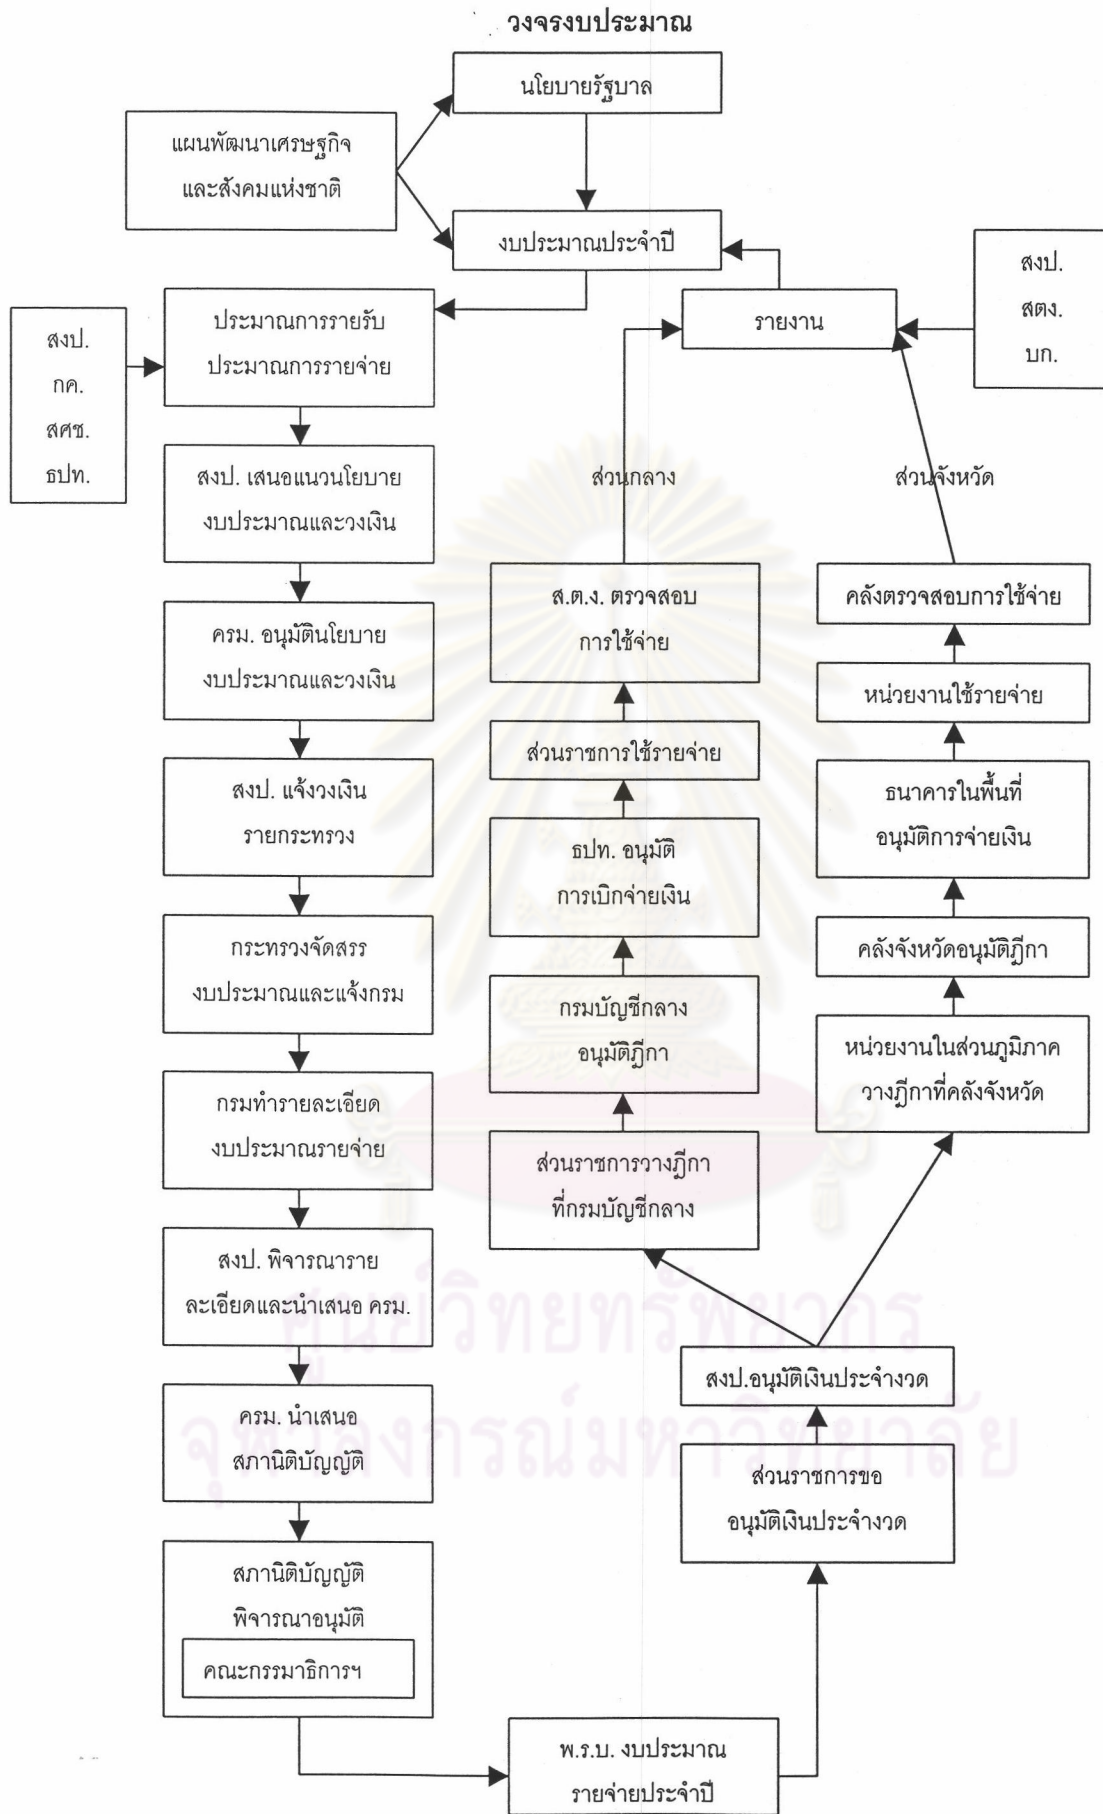 วงจรงบประมาณ
นโยบายรัฐบาล
แผนพัฒนาเศรษฐกิจ
และสังคมแห่งชาติ
งบประมาณประจำปี
สงป.
สตง.
บก.
รายงาน
ประมาณการรายรับ
ประมาณการรายจ่าย
สงป.
กค.
สศช.
ธปท.
สงป. เสนอแนวนโยบาย
งบประมาณและวงเงิน
ครม. อนุมัตินโยบาย
งบประมาณและวงเงิน
สงป. แจ้งวงเงิน
รายกระทรวง
กระทรวงจัดสรร
งบประมาณและแจ้งกรม
กรมทำรายละเอียด
งบประมาณรายจ่าย
สงป. พิจารณาราย
ละเอียดและนำเสนอ ครม.
ครม. นำเสนอ
สภานิติบัญญัติ
สภานิติบัญญัติ
พิจารณาอนุมัติ
คณะกรรมาธิการฯ
พ.ร.บ. งบประมาณ
รายจ่ายประจำปี
ส่วนราชการขอ
อนุมัติเงินประจำงวด
สงป.อนุมัติเงินประจำงวด
ส่วนกลาง
ส.ต.ง. ตรวจสอบ
การใช้จ่าย
ส่วนราชการใช้รายจ่าย
ธปท. อนุมัติ
การเบิกจ่ายเงิน
กรมบัญชีกลาง
อนุมัติฎีกา
ส่วนราชการวางฎีกา
ที่กรมบัญชีกลาง
ส่วนจังหวัด
คลังตรวจสอบการใช้จ่าย
หน่วยงานใช้รายจ่าย
ธนาคารในพื้นที่
อนุมัติการจ่ายเงิน
คลังจังหวัดอนุมัติฎีกา
หน่วยงานในส่วนภูมิภาค
วางฎีกาที่คลังจังหวัด
ศูนย์วิทยทรัพยากร
จุฬาลงกรณ์มหาวิทยาลัย